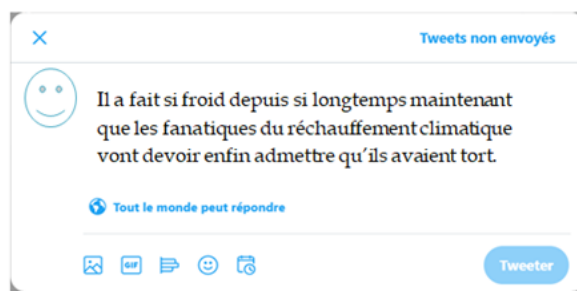 Tweets non envoyés
Il a fait si froid depuis si longtemps maintenant
que les fanatiques du réchauffement climatique
vont devoir enfin admettre qu'ils avaient tort.
Tout le monde peut répondre
GIF
Tweeter